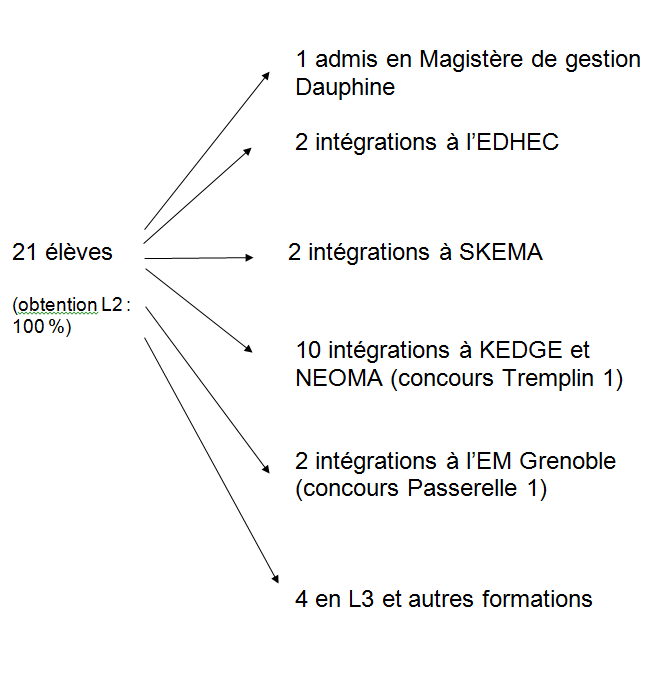 1 admis en Magistère de gestion
Dauphine
2 intégrations à l’EDHEC
21 élèves
2 intégrations à SKEMA
(obtention L2 :
100 %)
10 intégrations à KEDGE et
NEOMA (concours Tremplin 1)
2 intégrations à l’EM Grenoble
(concours Passerelle 1)
4 en L3 et autres formations